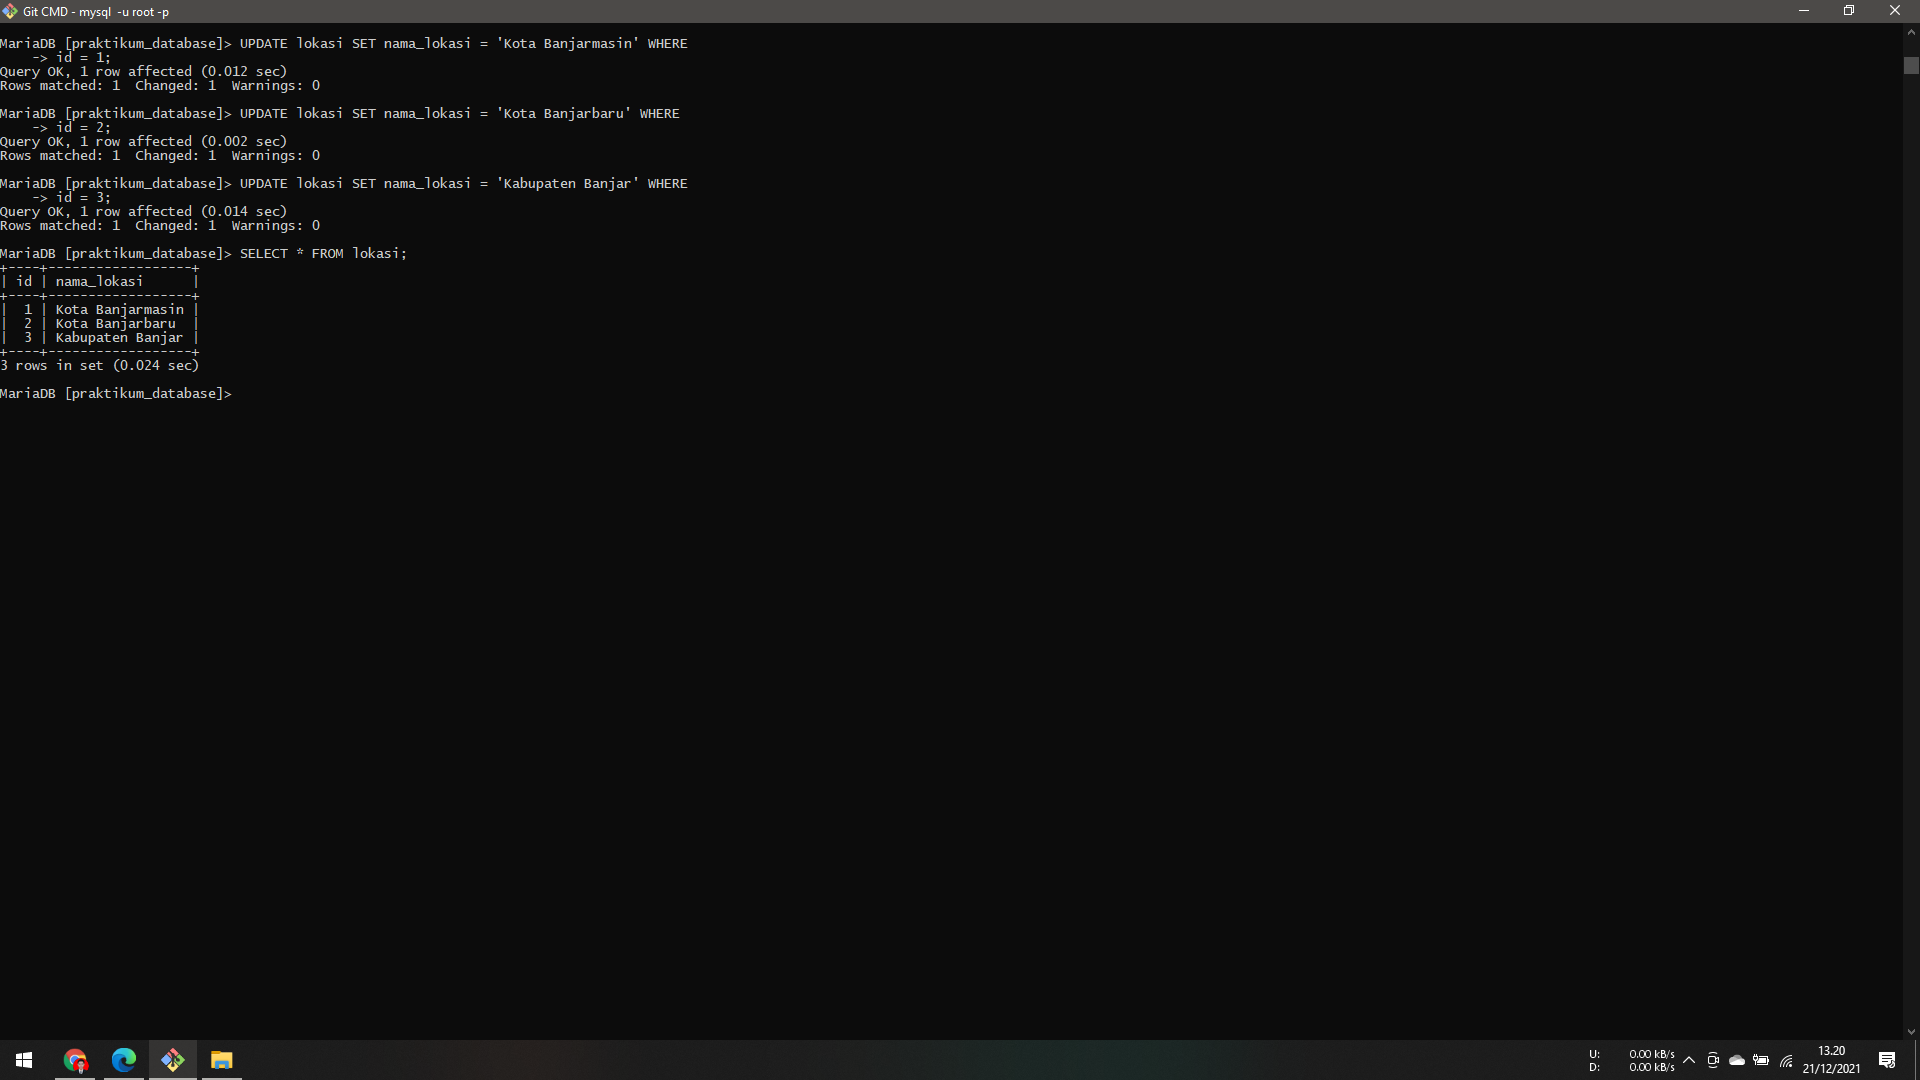 Git CMD - mysql  -u root -p
MariaDB [praktikum_database]> UPDATE lokasi SET nama_lokasi = 'Kota Banjarmasin' WHERE
    -> id = 1;
Query OK, 1 row affected (0.012 sec)
Rows matched: 1  Changed: 1  Warnings: 0
MariaDB [praktikum_database]> UPDATE lokasi SET nama_lokasi = 'Kota Banjarbaru' WHERE
    -> id = 2;
Query OK, 1 row affected (0.002 sec)
Rows matched: 1  Changed: 1  Warnings: 0
MariaDB [praktikum_database]> UPDATE lokasi SET nama_lokasi = 'Kabupaten Banjar' WHERE
    -> id = 3;
Query OK, 1 row affected (0.014 sec)
Rows matched: 1  Changed: 1  Warnings: 0
MariaDB [praktikum_database]> SELECT * FROM lokasi;
+----+------------------+
| id | nama_lokasi      |
+----+------------------+
|  1 | Kota Banjarmasin |
|  2 | Kota Banjarbaru  |
|  3 | Kabupaten Banjar |
+----+------------------+
3 rows in set (0.024 sec)
MariaDB [praktikum_database]>
U: 0.00 kB/s
D: 0.00 kB/s
13.20
21/12/2021